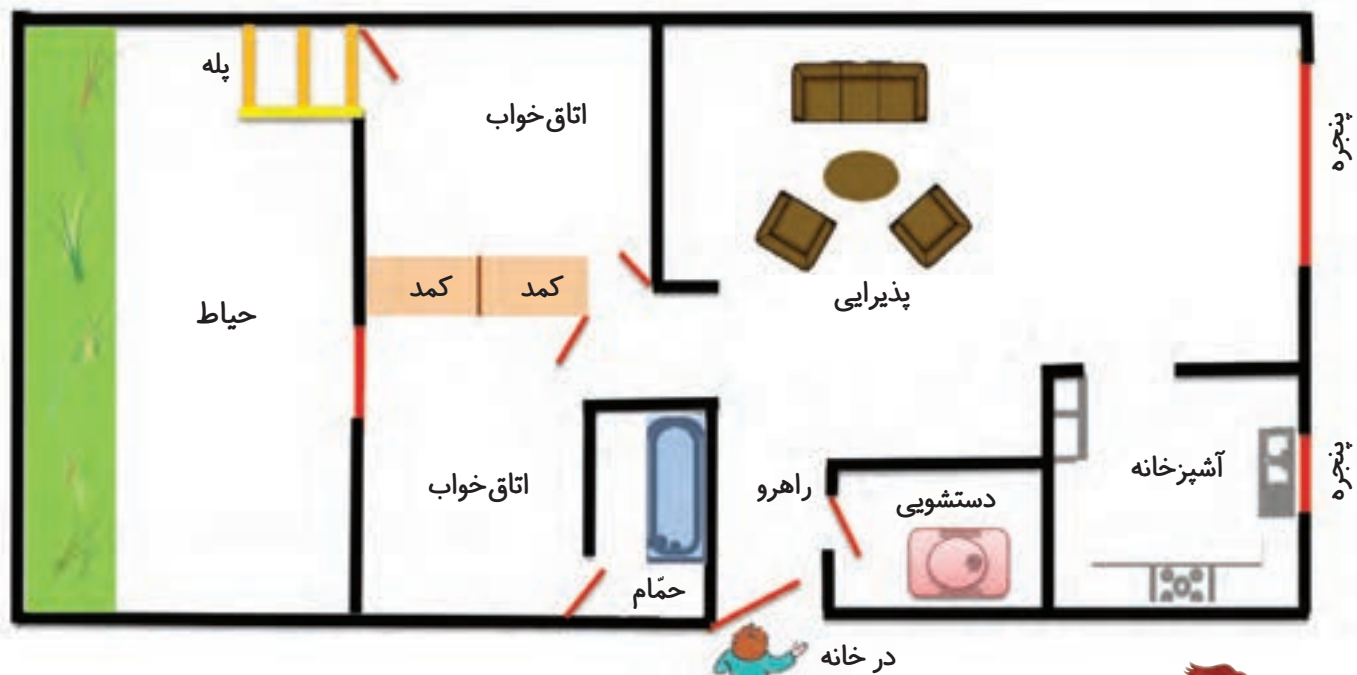 پله
اتاق‌خواب
پنجره
کمد
کمد
پذیرایی
حیاط
آشپزخانه
پنجره
راهرو
دستشویی
اتاق‌خواب
حمّام
در خانه